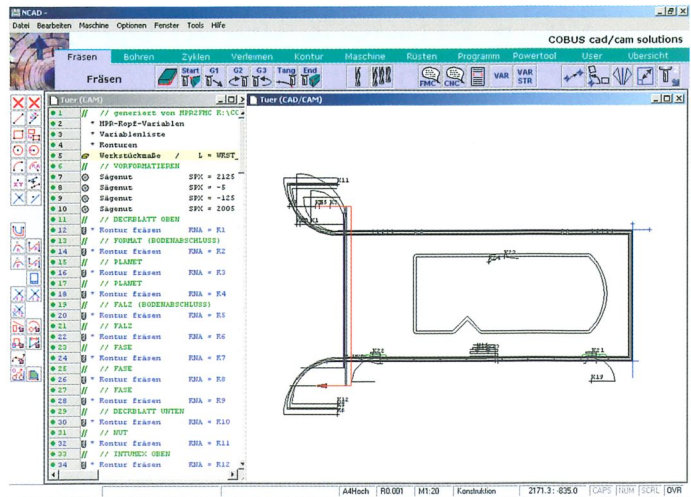 NCAD -
Datei Bearbeiten Maschine Optionen Fenster Tools Hilfe
COBUS cad/cam solutions
Fräsen Bohren Zyklen Verleimen Kontur Maschine Rüsten Programm Powertool User Übersicht
Fräsen Start G1 G2 G3 Tang End FMC CNC VAR VAR STR
Tuer (CAM)
1 // // generiert von MPR2FMC K:\CC
2 * MPR-Kopf-Variablen
3 * Variablenliste
4 * Konturen
5 Werkstückmaße / L = WRST_
6 // // VORFORMATIEREN
7 Sägenut SPX = 2125
8 Sägenut SPX = -5
9 Sägenut SPX = -125
10 Sägenut SPX = 2005
11 // // DECKBLATT OBEN
12 * Kontur fräsen KNA = K1
13 // // FORMAT (BODENABSCHLUSS)
14 * Kontur fräsen KNA = K2
15 // // PLANET
16 * Kontur fräsen KNA = K3
17 // // PLANET
18 * Kontur fräsen KNA = K4
19 // // FALZ (BODENABSCHLUSS)
20 * Kontur fräsen KNA = K5
21 // // FALZ
22 * Kontur fräsen KNA = K6
23 // // FASE
24 * Kontur fräsen KNA = K7
25 // // FASE
26 * Kontur fräsen KNA = K8
27 // // FASE
28 * Kontur fräsen KNA = K9
29 // // DECKBLATT UNTEN
30 * Kontur fräsen KNA = K10
31 // // NUT
32 * Kontur fräsen KNA = K11
33 // // INTUMEX OBEN
34 * Kontur fräsen KNA = K12
XY
Tuer (CAD/CAM)
K11
K1
K21
K19
K12
A4Hoch R0.001 M1:20 Konstruktion 2171.3 : -835.0 CAPS NUM SCRL OVR